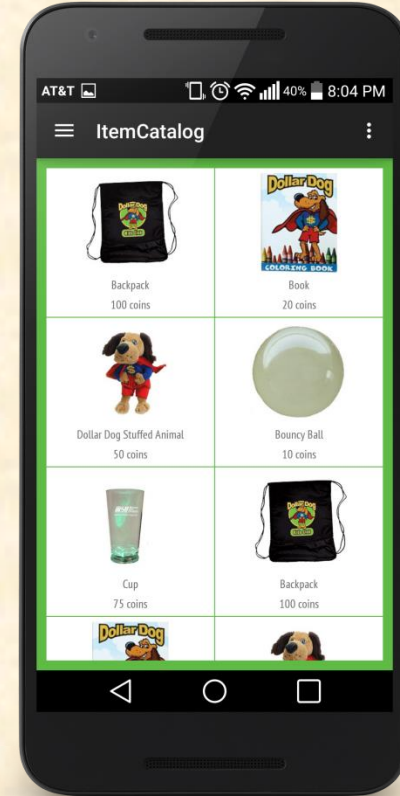 AT&T 40% 8:04 PM
ItemCatalog
Dollar Dog
Dollar Dog
COLORING BOOK
Backpack
100 coins
Book
20 coins
Dollar Dog Stuffed Animal
50 coins
Bouncy Ball
10 coins
Dollar Dog
Cup
75 coins
Backpack
100 coins
Dollar Dog